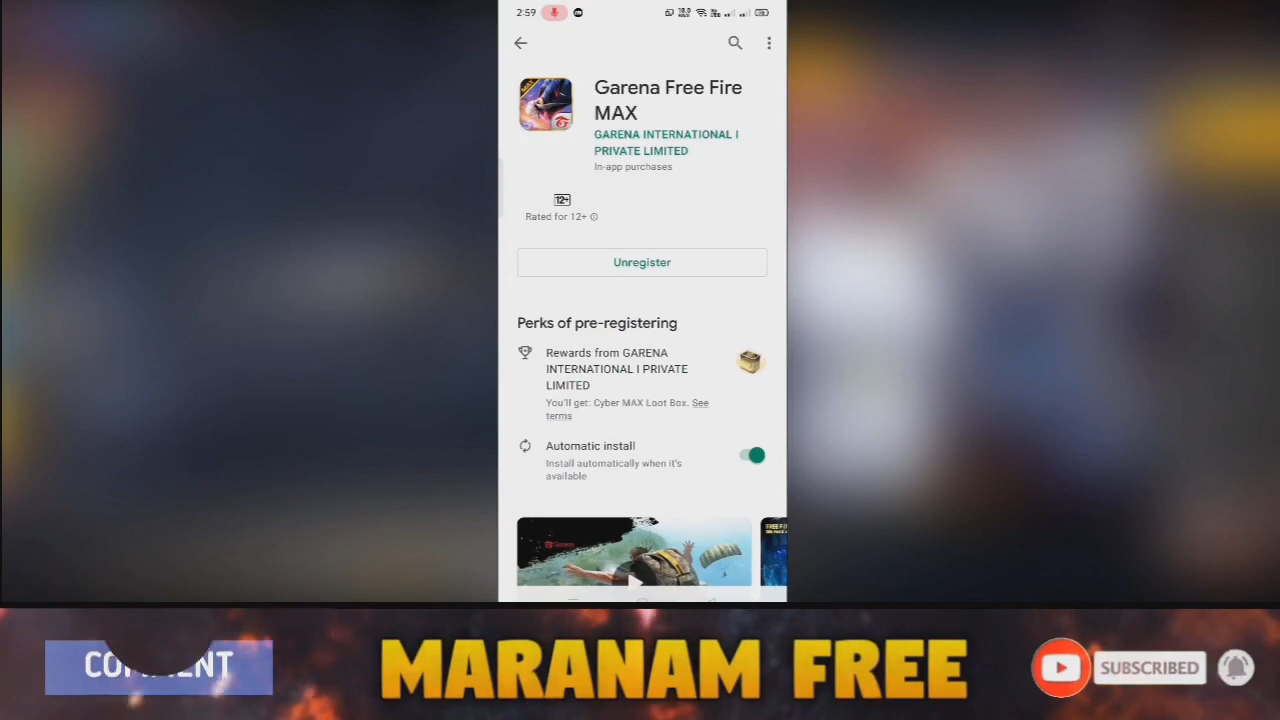 2:59
Garena Free Fire
MAX
GARENA INTERNATIONAL I
PRIVATE LIMITED
In-app purchases
12+
Rated for 12+
Unregister
Perks of pre-registering
Rewards from GARENA
INTERNATIONAL I PRIVATE
LIMITED
You'll get: Cyber MAX Loot Box. See
terms
Automatic install
Install automatically when it's
available
MARANAM FREE
SUBSCRIBED